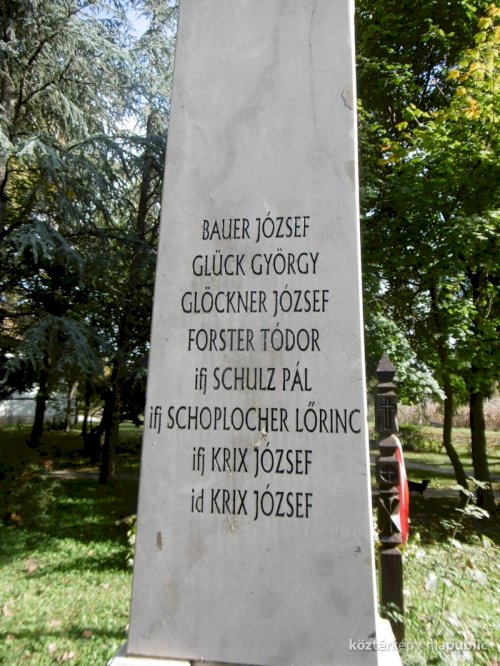 BAUER JÓZSEF
GLÜCK GYÖRGY
GLÖCKNER JÓZSEF
FORSTER TÓDOR
ifj SCHULZ PÁL
ifj SCHOPLOCHER LŐRINC
ifj KRIX JÓZSEF
id KRIX JÓZSEF
köztérkép / mapublic